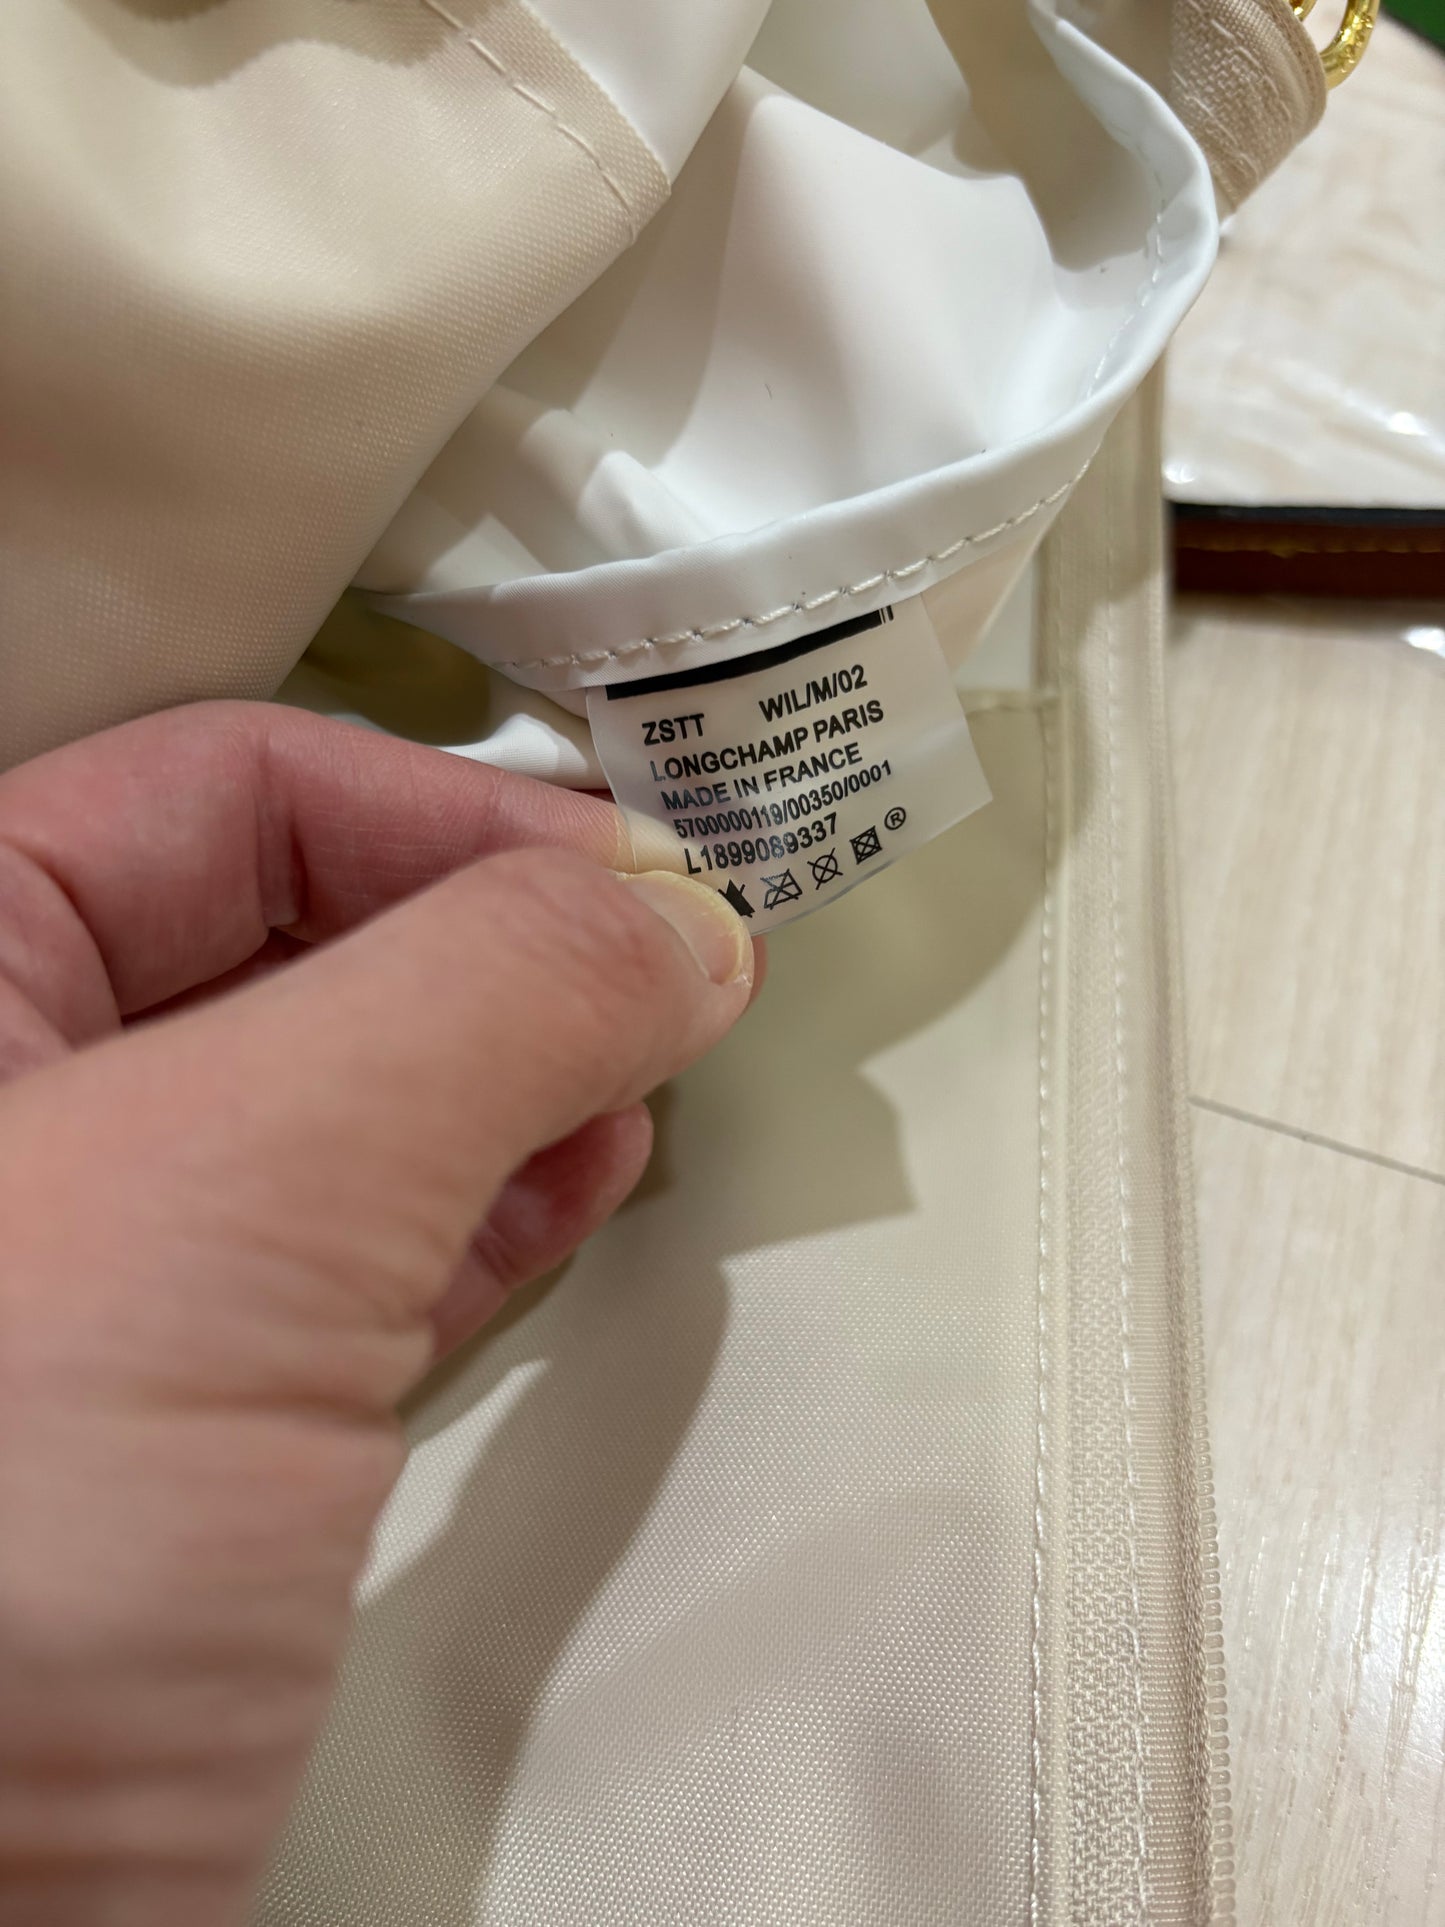 ZSTT WIL/M/02
LONGCHAMP PARIS
MADE IN FRANCE
5700000119/00350/0001
L1899089337
®